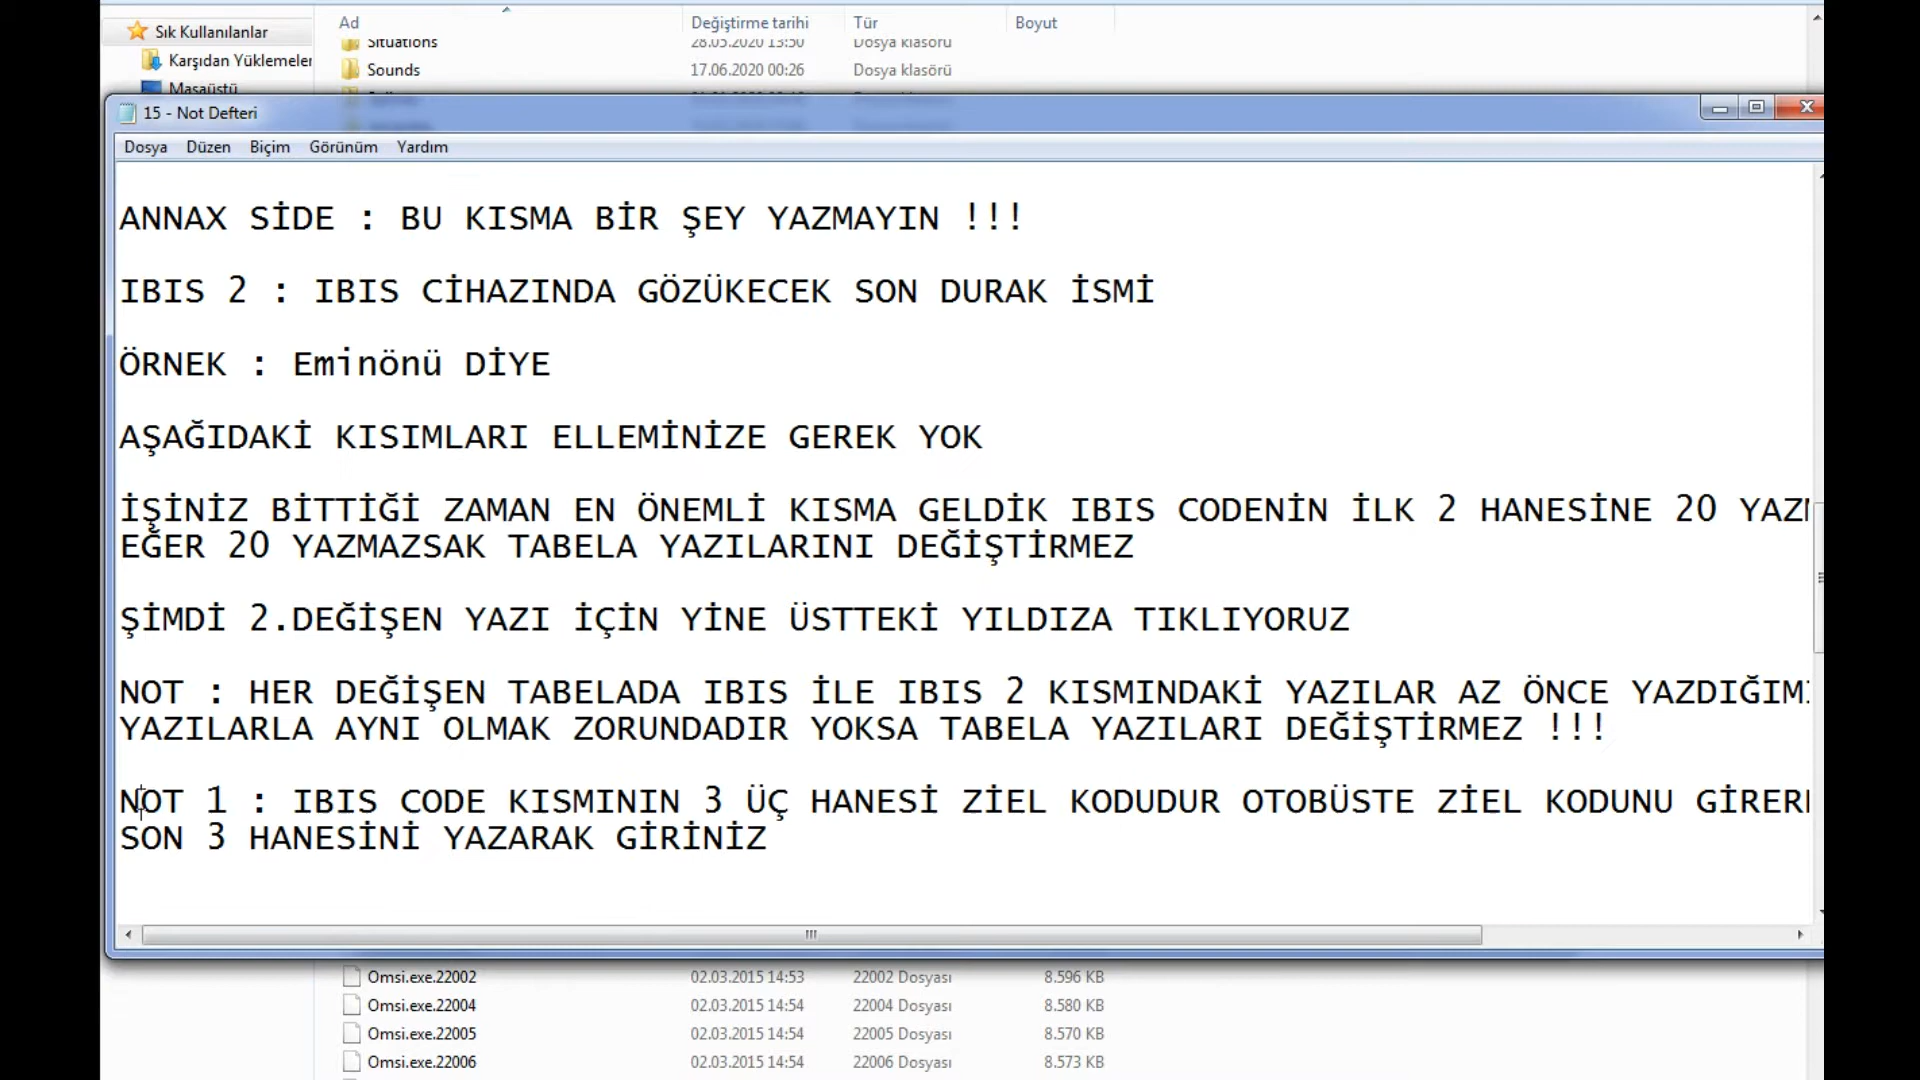 Ad Değiştirme tarihi Tür Boyut
Sık Kullanılanlar
Situations 28.05.2020 13:50 Dosya klasörü
Karşıdan Yüklemeler
Sounds 17.06.2020 00:26 Dosya klasörü
Masaüstü
15 - Not Defteri
Dosya Düzen Biçim Görünüm Yardım
ANNAX SİDE : BU KISMA BİR ŞEY YAZMAYIN !!!
IBIS 2 : IBIS CİHAZINDA GÖZÜKECEK SON DURAK İSMİ
ÖRNEK : Eminönü DİYE
AŞAĞIDAKİ KISIMLARI ELLEMİNİZE GEREK YOK
İŞİNİZ BİTTİĞİ ZAMAN EN ÖNEMLİ KISMA GELDİK IBIS CODENİN İLK 2 HANESİNE 20 YAZ
EĞER 20 YAZMAZSAK TABELA YAZILARINI DEĞİŞTİRMEZ
ŞİMDİ 2.DEĞİŞEN YAZI İÇİN YİNE ÜSTTEKİ YILDIZA TIKLIYORUZ
NOT : HER DEĞİŞEN TABELADA IBIS İLE IBIS 2 KISMINDAKİ YAZILAR AZ ÖNCE YAZDIĞIM
YAZILARLA AYNI OLMAK ZORUNDADIR YOKSA TABELA YAZILARI DEĞİŞTİRMEZ !!!
NOT 1 : IBIS CODE KISMININ 3 ÜÇ HANESİ ZİEL KODUDUR OTOBÜSTE ZİEL KODUNU GİRER
SON 3 HANESİNİ YAZARAK GİRİNİZ
Omsi.exe.22002 02.03.2015 14:53 22002 Dosyası 8.596 KB
Omsi.exe.22004 02.03.2015 14:54 22004 Dosyası 8.580 KB
Omsi.exe.22005 02.03.2015 14:54 22005 Dosyası 8.570 KB
Omsi.exe.22006 02.03.2015 14:54 22006 Dosyası 8.573 KB